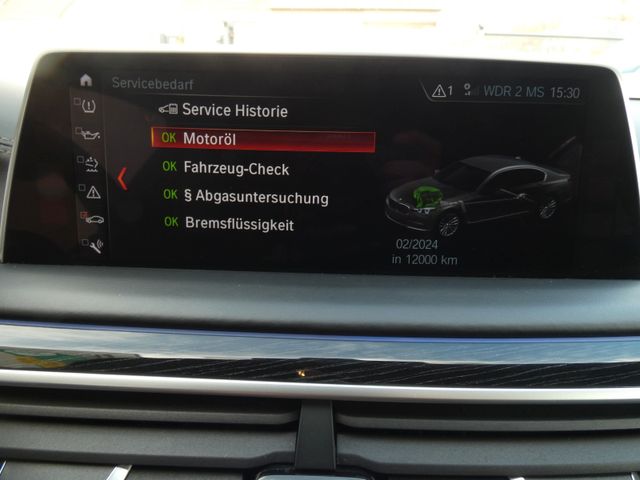 Servicebedarf
1 WDR 2 MS 15:30
Service Historie
OK Motoröl
OK Fahrzeug-Check
OK § Abgasuntersuchung
OK Bremsflüssigkeit
02/2024
in 12000 km